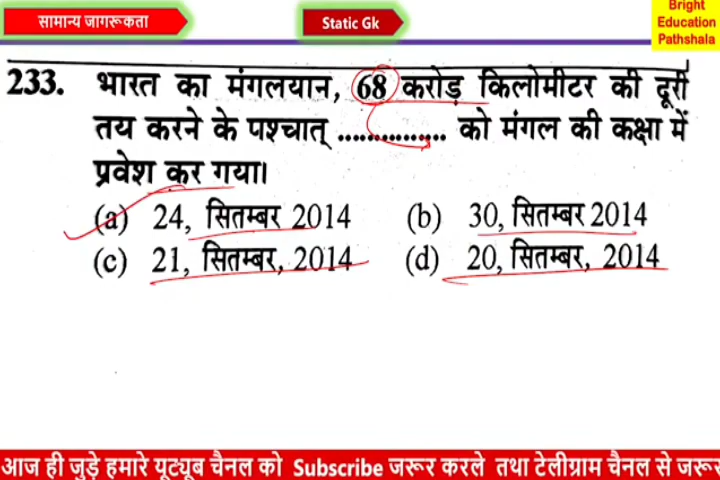 सामान्य जागरूकता
Static Gk
Bright
Education
Pathshala
233. भारत का मंगलयान, 68 करोड़ किलोमीटर की दूरी
तय करने के पश्चात् ............... को मंगल की कक्षा में
प्रवेश कर गया।
(a) 24, सितम्बर 2014 (b) 30, सितम्बर 2014
(c) 21, सितम्बर, 2014 (d) 20, सितम्बर, 2014
आज ही जुड़े हमारे यूट्यूब चैनल को Subscribe जरूर करले तथा टेलीग्राम चैनल से जरूर